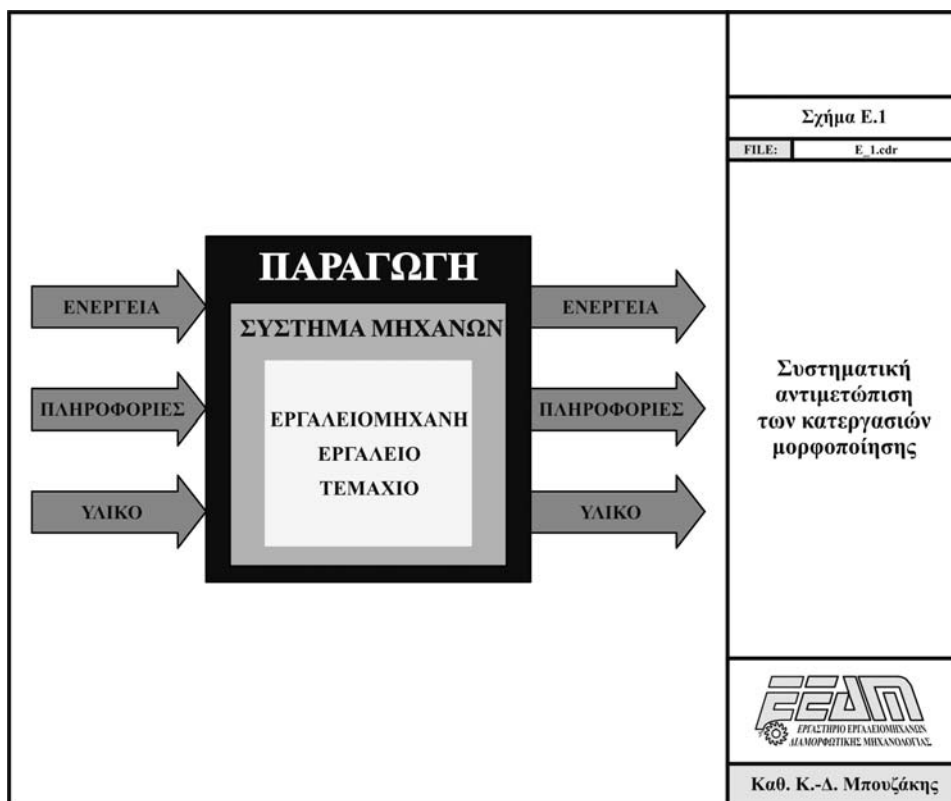 ΠΑΡΑΓΩΓΗ
ΣΥΣΤΗΜΑ ΜΗΧΑΝΩΝ
ΕΡΓΑΛΕΙΟΜΗΧΑΝΗ
ΕΡΓΑΛΕΙΟ
ΤΕΜΑΧΙΟ
ΕΝΕΡΓΕΙΑ
ΠΛΗΡΟΦΟΡΙΕΣ
ΥΛΙΚΟ
ΕΝΕΡΓΕΙΑ
ΠΛΗΡΟΦΟΡΙΕΣ
ΥΛΙΚΟ
Σχήμα Ε.1
FILE: E_1.cdr
Συστηματική
αντιμετώπιση
των κατεργασιών
μορφοποίησης
ΕΕΔΜ
ΕΡΓΑΣΤΗΡΙΟ ΕΡΓΑΛΕΙΟΜΗΧΑΝΩΝ
ΔΙΑΜΟΡΦΩΤΙΚΗΣ ΜΗΧΑΝΟΛΟΓΙΑΣ
Καθ. Κ.-Δ. Μπουζάκης